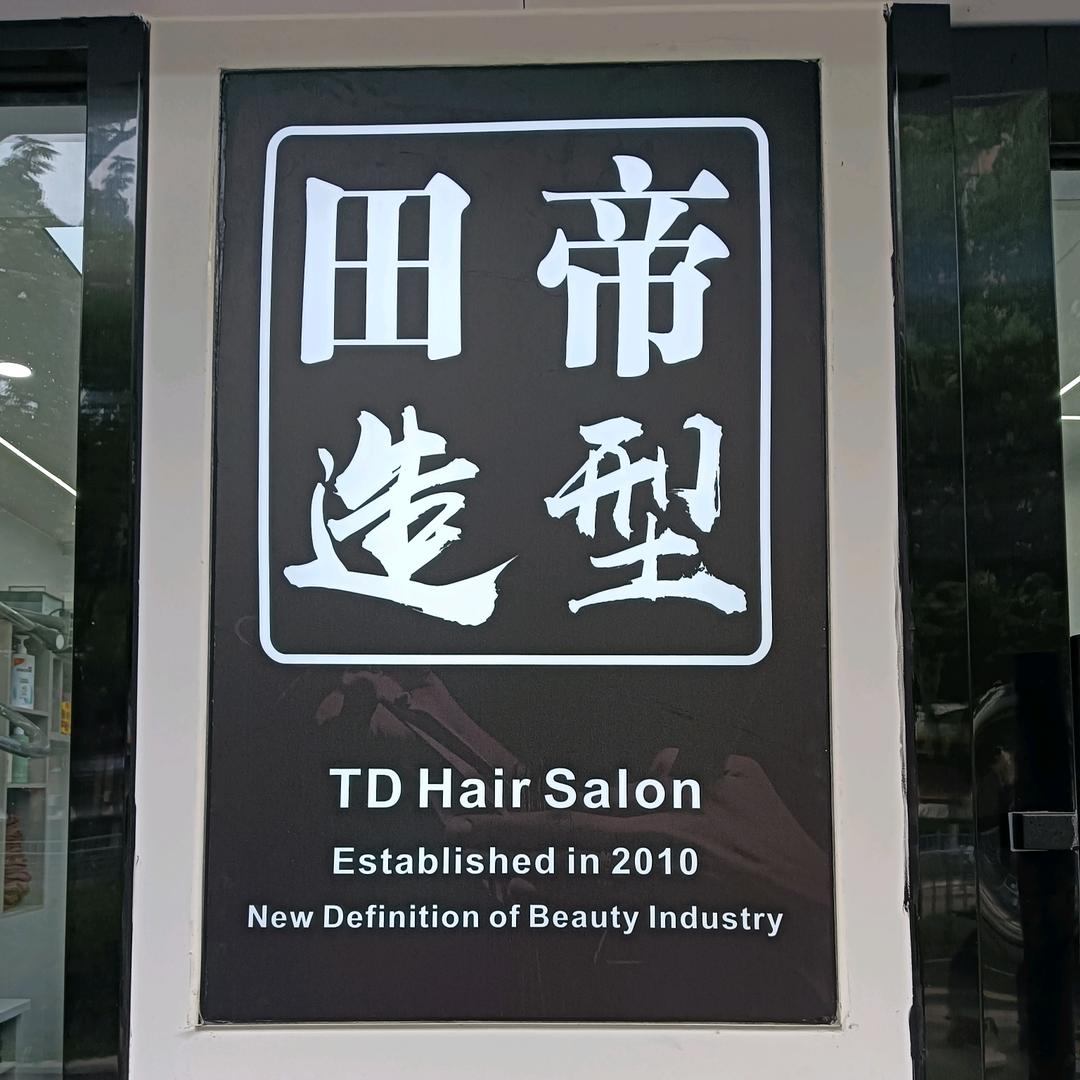 田帝
造型
TD Hair Salon
Established in 2010
New Definition of Beauty Industry